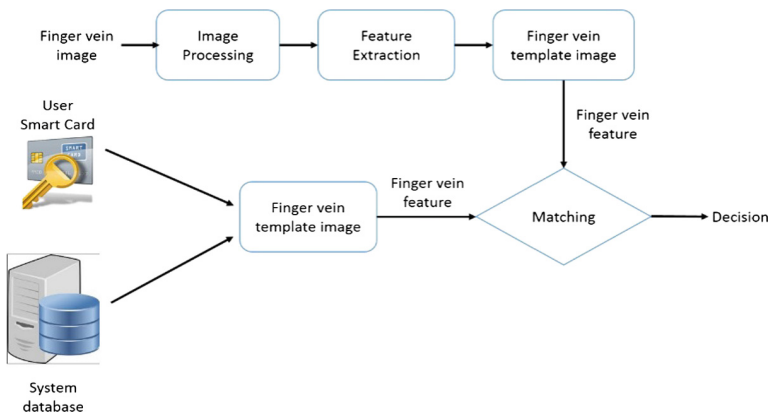 Finger vein
image
Image
Processing
Feature
Extraction
Finger vein
template image
User
Smart Card
SMART
CARD
Finger vein
feature
Finger vein
template image
Finger vein
feature
Matching
Decision
System
database